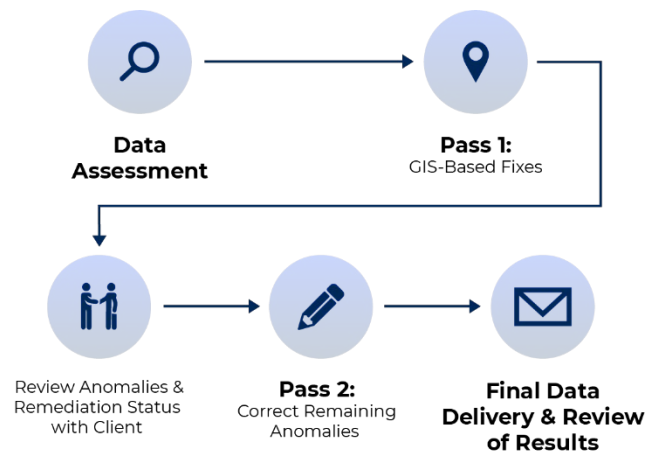 Data
Assessment
Pass 1:
GIS-Based Fixes
Review Anomalies &
Remediation Status
with Client
Pass 2:
Correct Remaining
Anomalies
Final Data
Delivery & Review
of Results